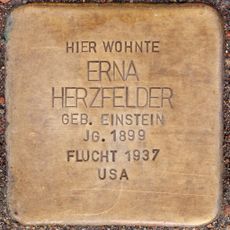 HIER WOHNTE
ERNA
HERZFELDER
GEB. EINSTEIN
JG. 1899
FLUCHT 1937
USA